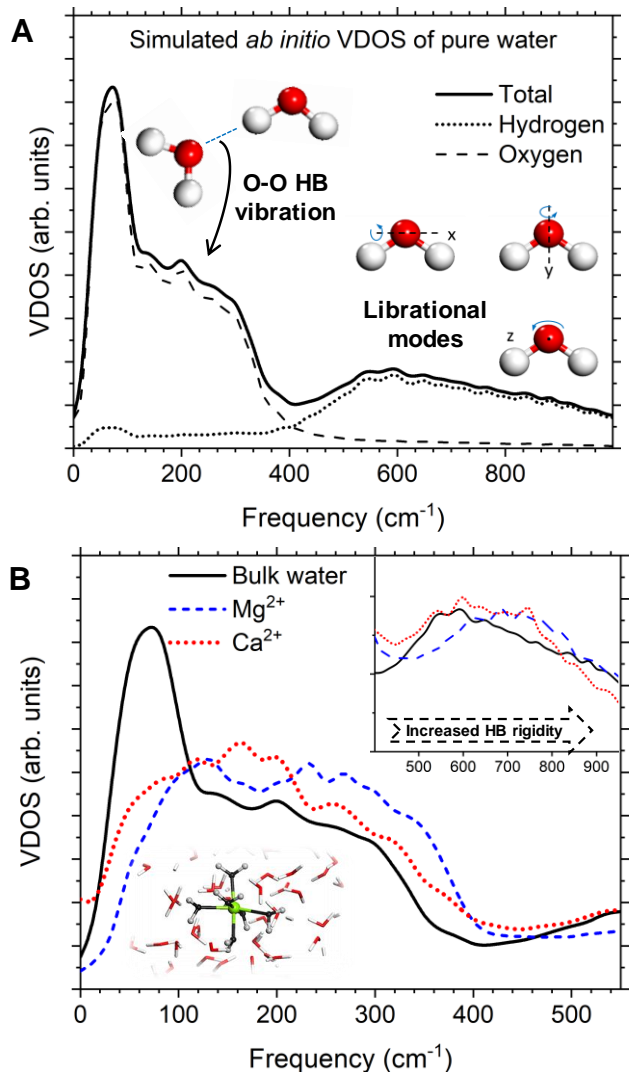 A
Simulated ab initio VDOS of pure water
Total
Hydrogen
Oxygen
O-O HB
vibration
x
y
Librational
modes
z
VDOS (arb. units)
0 200 400 600 800
Frequency (cm-1)
B
Bulk water
Mg2+
Ca2+
Increased HB rigidity
500 600 700 800 900
VDOS (arb. units)
0 100 200 300 400 500
Frequency (cm-1)